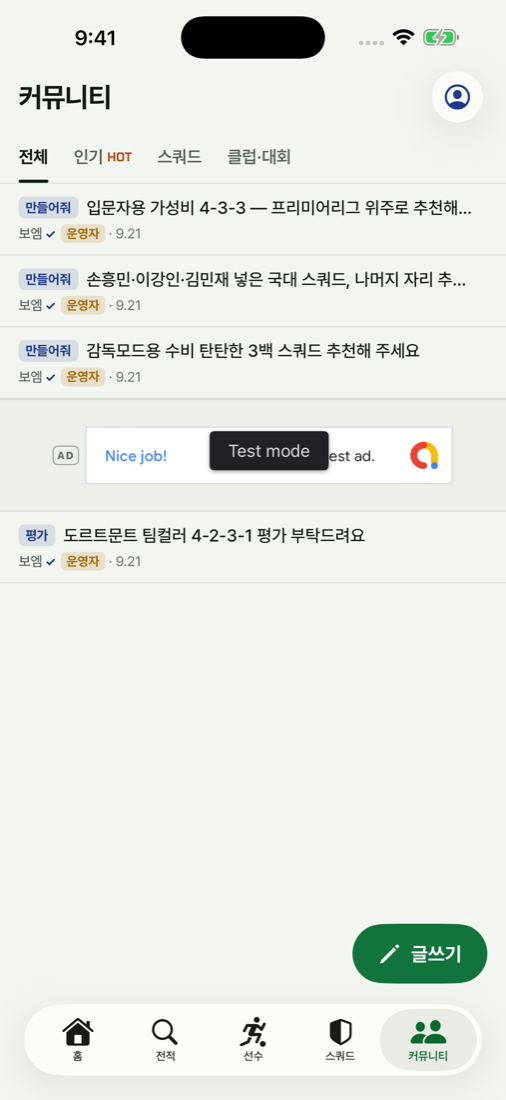 9:41
커뮤니티
전체 인기 HOT 스쿼드 클럽·대회
만들어줘 입문자용 가성비 4-3-3 — 프리미어리그 위주로 추천해...
보엠 운영자 · 9.21
만들어줘 손흥민·이강인·김민재 넣은 국대 스쿼드, 나머지 자리 추...
보엠 운영자 · 9.21
만들어줘 감독모드용 수비 탄탄한 3백 스쿼드 추천해 주세요
보엠 운영자 · 9.21
AD Nice job! Test mode est ad.
평가 도르트문트 팀컬러 4-2-3-1 평가 부탁드려요
보엠 운영자 · 9.21
글쓰기
홈 전적 선수 스쿼드 커뮤니티